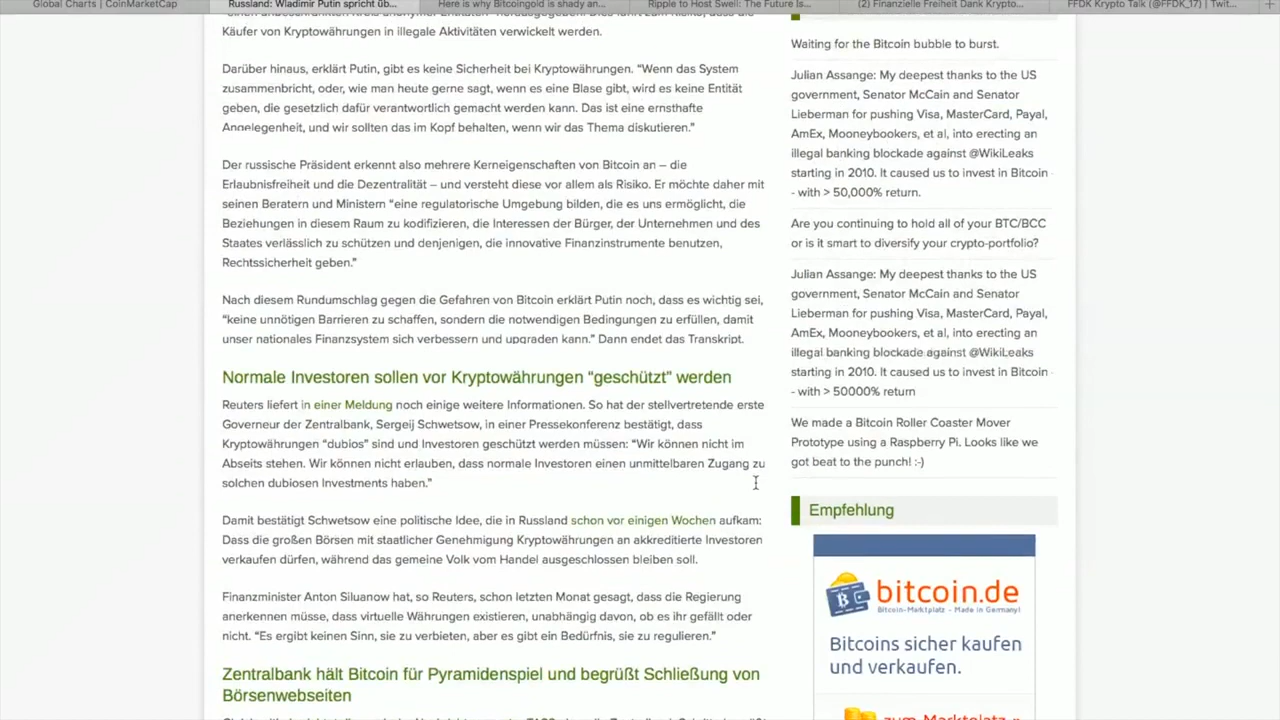 Global Charts | CoinMarketCap
Russland: Wladimir Putin spricht üb...
Here is why Bitcoingold is shady an...
Ripple to Host Swell: The Future Is...
(2) Finanzielle Freiheit Dank Krypto...
FFDK Krypto Talk (@FFDK_17) | Twit...
Käufer von Kryptowährungen in illegale Aktivitäten verwickelt werden.
Darüber hinaus, erklärt Putin, gibt es keine Sicherheit bei Kryptowährungen. “Wenn das System
zusammenbricht, oder, wie man heute gerne sagt, wenn es eine Blase gibt, wird es keine Entität
geben, die gesetzlich dafür verantwortlich gemacht werden kann. Das ist eine ernsthafte
Angelegenheit, und wir sollten das im Kopf behalten, wenn wir das Thema diskutieren.”
Der russische Präsident erkennt also mehrere Kerneigenschaften von Bitcoin an – die
Erlaubnisfreiheit und die Dezentralität – und versteht diese vor allem als Risiko. Er möchte daher mit
seinen Beratern und Ministern “eine regulatorische Umgebung bilden, die es uns ermöglicht, die
Beziehungen in diesem Raum zu kodifizieren, die Interessen der Bürger, der Unternehmen und des
Staates verlässlich zu schützen und denjenigen, die innovative Finanzinstrumente benutzen,
Rechtssicherheit geben.”
Nach diesem Rundumschlag gegen die Gefahren von Bitcoin erklärt Putin noch, dass es wichtig sei,
“keine unnötigen Barrieren zu schaffen, sondern die notwendigen Bedingungen zu erfüllen, damit
unser nationales Finanzsystem sich verbessern und upgraden kann.” Dann endet das Transkript.
Normale Investoren sollen vor Kryptowährungen “geschützt” werden
Reuters liefert in einer Meldung noch einige weitere Informationen. So hat der stellvertretende erste
Governeur der Zentralbank, Sergeij Schwetsow, in einer Pressekonferenz bestätigt, dass
Kryptowährungen “dubios” sind und Investoren geschützt werden müssen: “Wir können nicht im
Abseits stehen. Wir können nicht erlauben, dass normale Investoren einen unmittelbaren Zugang zu
solchen dubiosen Investments haben.”
Damit bestätigt Schwetsow eine politische Idee, die in Russland schon vor einigen Wochen aufkam:
Dass die großen Börsen mit staatlicher Genehmigung Kryptowährungen an akkreditierte Investoren
verkaufen dürfen, während das gemeine Volk vom Handel ausgeschlossen bleiben soll.
Finanzminister Anton Siluanow hat, so Reuters, schon letzten Monat gesagt, dass die Regierung
anerkennen müsse, dass virtuelle Währungen existieren, unabhängig davon, ob es ihr gefällt oder
nicht. “Es ergibt keinen Sinn, sie zu verbieten, aber es gibt ein Bedürfnis, sie zu regulieren.”
Zentralbank hält Bitcoin für Pyramidenspiel und begrüßt Schließung von
Börsenwebseiten
Waiting for the Bitcoin bubble to burst.
Julian Assange: My deepest thanks to the US
government, Senator McCain and Senator
Lieberman for pushing Visa, MasterCard, Payal,
AmEx, Mooneybookers, et al, into erecting an
illegal banking blockade against @WikiLeaks
starting in 2010. It caused us to invest in Bitcoin -
- with > 50,000% return.
Are you continuing to hold all of your BTC/BCC
or is it smart to diversify your crypto-portfolio?
Julian Assange: My deepest thanks to the US
government, Senator McCain and Senator
Lieberman for pushing Visa, MasterCard, Payal,
AmEx, Mooneybookers, et al, into erecting an
illegal banking blockade against @WikiLeaks
starting in 2010. It caused us to invest in Bitcoin -
- with > 50000% return
We made a Bitcoin Roller Coaster Mover
Prototype using a Raspberry Pi. Looks like we
got beat to the punch! :-)
Empfehlung
bitcoin.de
Bitcoin-Marktplatz - Made in Germany!
Bitcoins sicher kaufen
und verkaufen.
zum Marktplatz »